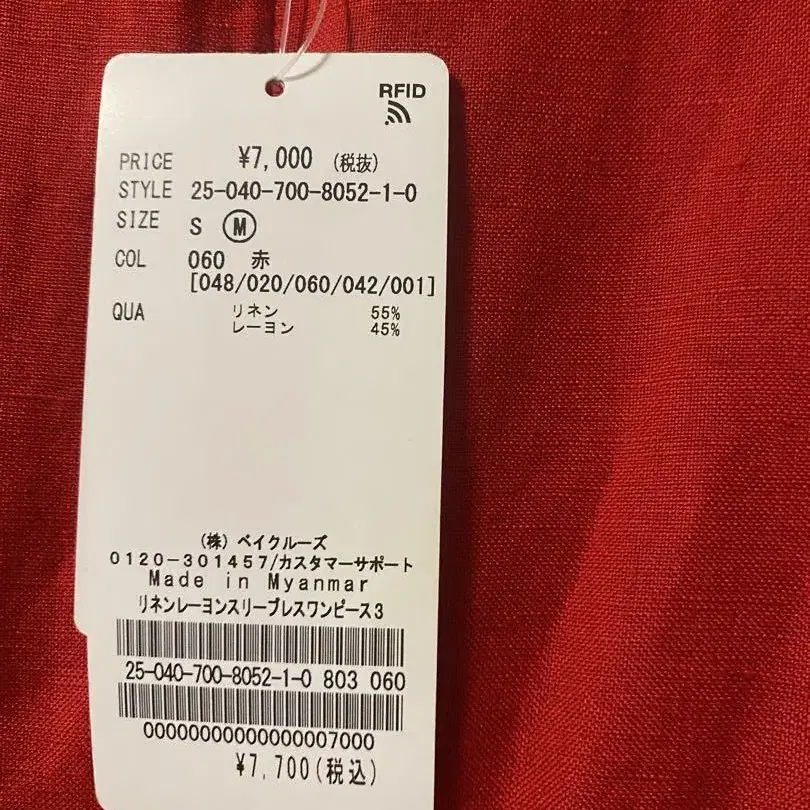 RFID
PRICE ¥7,000 (税抜)
STYLE 25-040-700-8052-1-0
SIZE S M
COL 060 赤
[048/020/060/042/001]
QUA リネン 55%
レーヨン 45%
(株) ベイクルーズ
0120-301457/カスタマーサポート
Made in Myanmar
リネンレーヨンスリーブレスワンピース3
25-040-700-8052-1-0 803 060
00000000000000007000
¥7,700(税込)